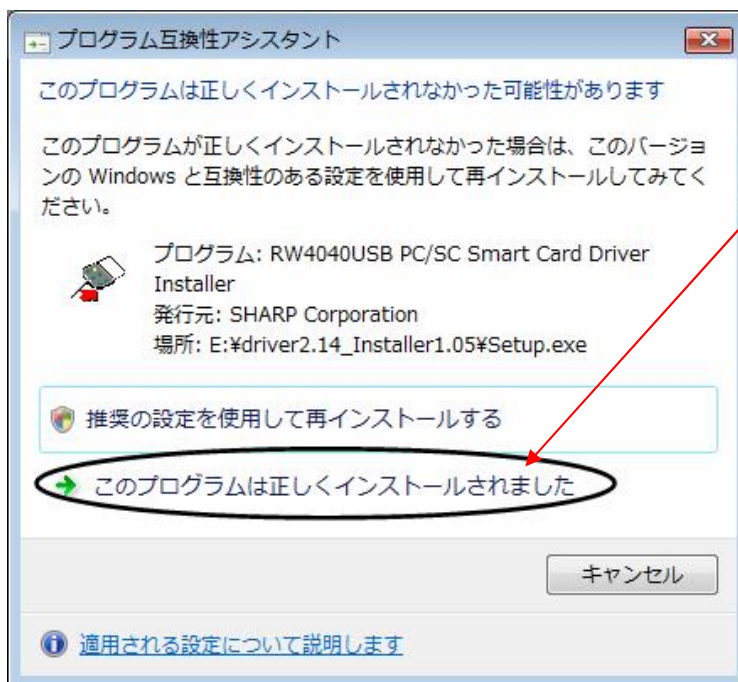 プログラム互換性アシスタント
このプログラムは正しくインストールされなかった可能性があります
このプログラムが正しくインストールされなかった場合は、このバージョ
ンの Windows と互換性のある設定を使用して再インストールしてみてく
ださい。
プログラム: RW4040USB PC/SC Smart Card Driver
Installer
発行元: SHARP Corporation
場所: E:¥driver2.14_Installer1.05¥Setup.exe
推奨の設定を使用して再インストールする
このプログラムは正しくインストールされました
キャンセル
適用される設定について説明します